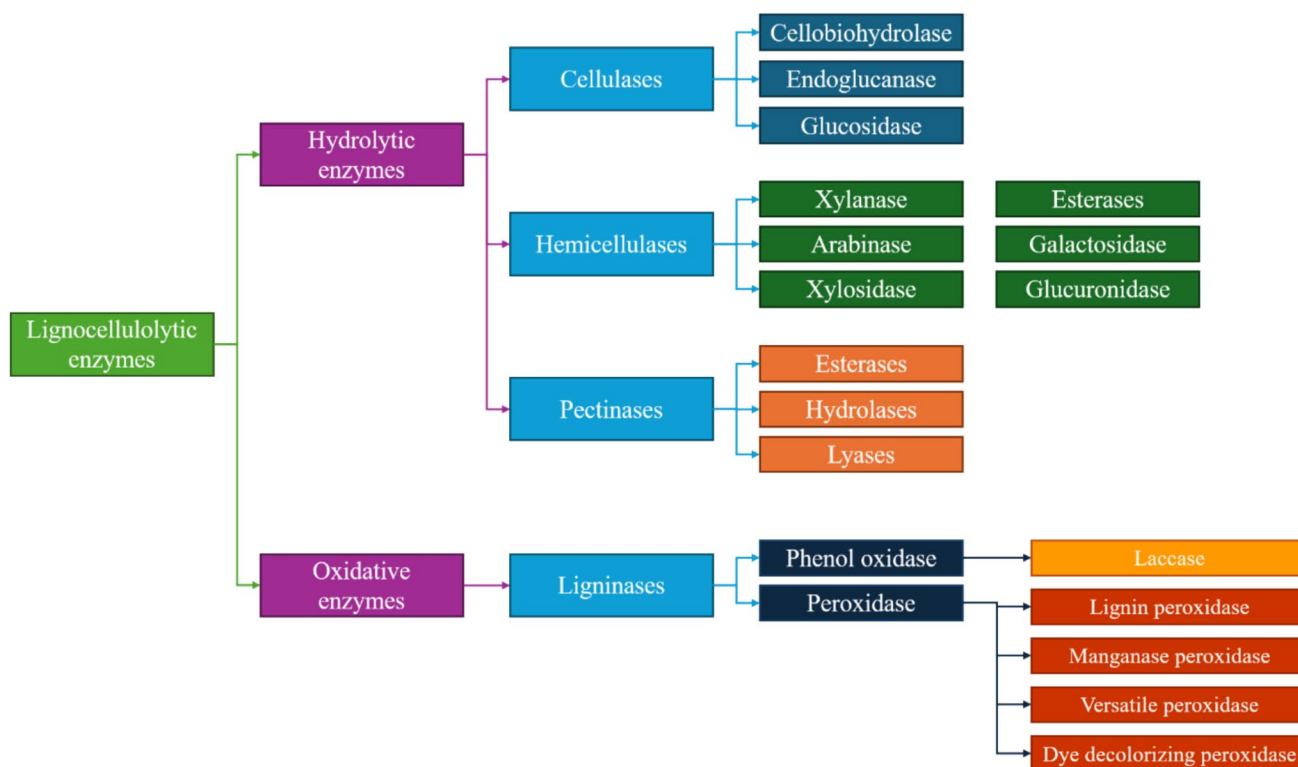 Lignocellulolytic
enzymes
Hydrolytic
enzymes
Cellulases
Cellobiohydrolase
Endoglucanase
Glucosidase
Hemicellulases
Xylanase
Arabinase
Xylosidase
Esterases
Galactosidase
Glucuronidase
Pectinases
Esterases
Hydrolases
Lyases
Oxidative
enzymes
Ligninases
Phenol oxidase
Laccase
Peroxidase
Lignin peroxidase
Manganase peroxidase
Versatile peroxidase
Dye decolorizing peroxidase